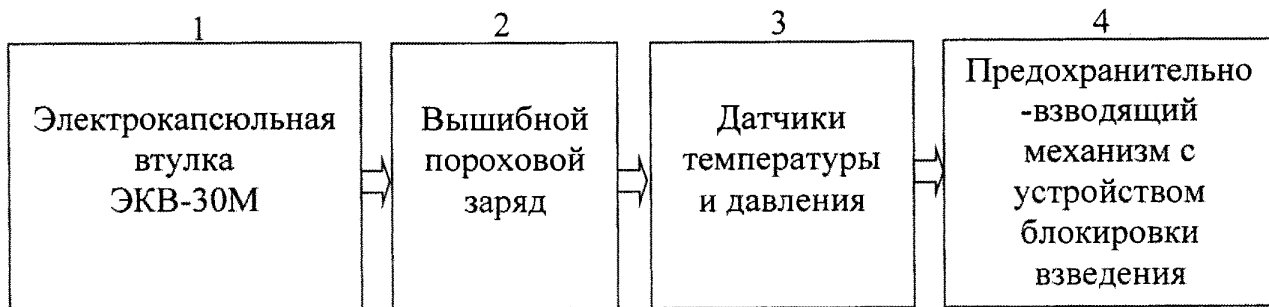 1
Электрокапсюльная
втулка
ЭКВ-30М
2
Вышибной
пороховой
заряд
3
Датчики
температуры
и давления
4
Предохранительно
-взводящий
механизм с
устройством
блокировки
взведения